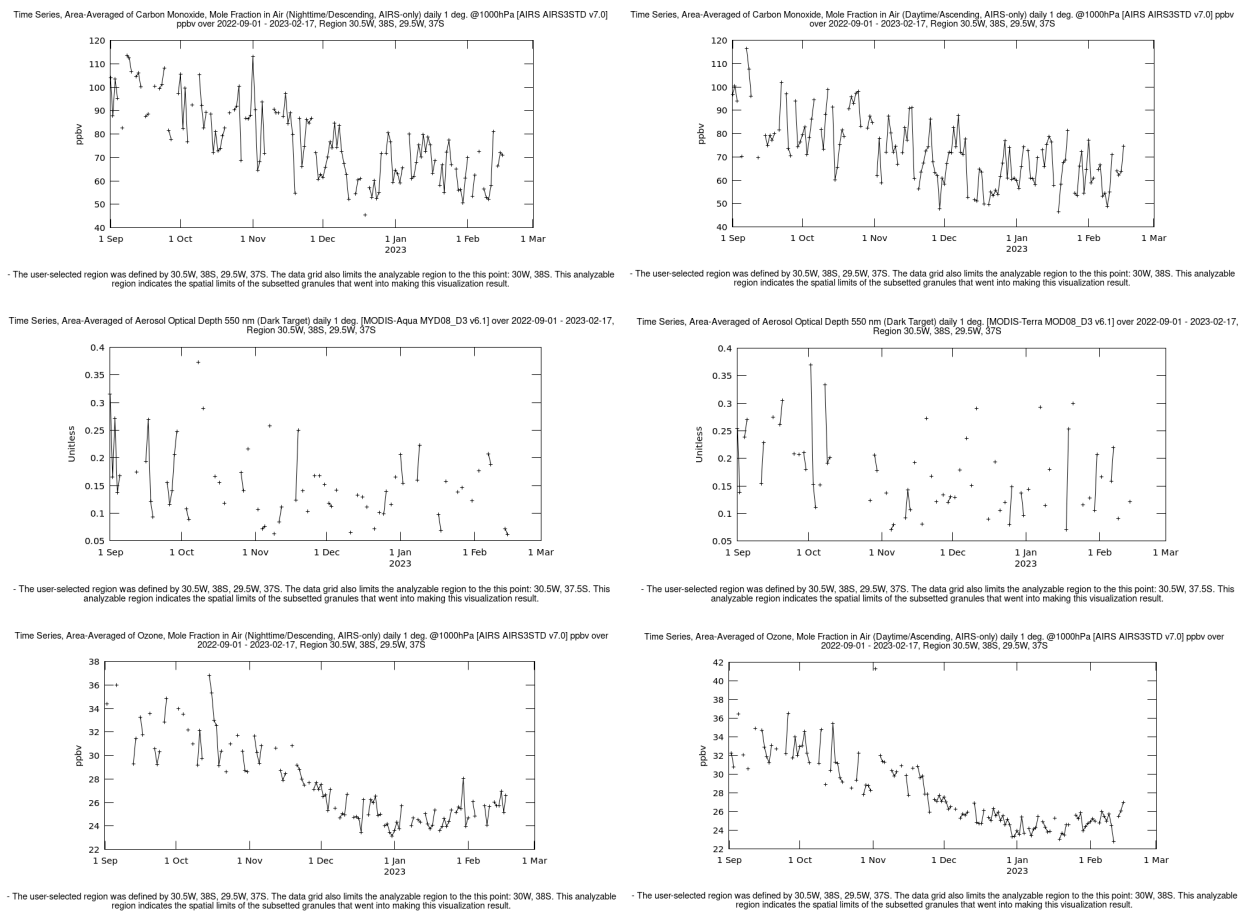 Time Series, Area-Averaged of Carbon Monoxide, Mole Fraction in Air (Nighttime/Descending, AIRS-only) daily 1 deg. @1000hPa [AIRS AIRS3STD v7.0]
ppbv over 2022-09-01 - 2023-02-17, Region 30.5W, 38S, 29.5W, 37S
120
110
100
90
80
70
60
50
40
ppbv
1 Sep
1 Oct
1 Nov
1 Dec
1 Jan
1 Feb
1 Mar
2023
- The user-selected region was defined by 30.5W, 38S, 29.5W, 37S. The data grid also limits the analyzable region to the this point: 30W, 38S. This analyzable
region indicates the spatial limits of the subsetted granules that went into making this visualization result.
Time Series, Area-Averaged of Carbon Monoxide, Mole Fraction in Air (Daytime/Ascending, AIRS-only) daily 1 deg. @1000hPa [AIRS AIRS3STD v7.0] ppbv
over 2022-09-01 - 2023-02-17, Region 30.5W, 38S, 29.5W, 37S
120
110
100
90
80
70
60
50
40
ppbv
1 Sep
1 Oct
1 Nov
1 Dec
1 Jan
1 Feb
1 Mar
2023
- The user-selected region was defined by 30.5W, 38S, 29.5W, 37S. The data grid also limits the analyzable region to the this point: 30W, 38S. This analyzable
region indicates the spatial limits of the subsetted granules that went into making this visualization result.
Time Series, Area-Averaged of Aerosol Optical Depth 550 nm (Dark Target) daily 1 deg. [MODIS-Aqua MYD08_D3 v6.1] over 2022-09-01 - 2023-02-17,
Region 30.5W, 38S, 29.5W, 37S
0.4
0.35
0.3
0.25
0.2
0.15
0.1
0.05
Unitless
1 Sep
1 Oct
1 Nov
1 Dec
1 Jan
1 Feb
1 Mar
2023
- The user-selected region was defined by 30.5W, 38S, 29.5W, 37S. The data grid also limits the analyzable region to the this point: 30.5W, 37.5S. This
analyzable region indicates the spatial limits of the subsetted granules that went into making this visualization result.
Time Series, Area-Averaged of Aerosol Optical Depth 550 nm (Dark Target) daily 1 deg. [MODIS-Terra MOD08_D3 v6.1] over 2022-09-01 - 2023-02-17,
Region 30.5W, 38S, 29.5W, 37S
0.4
0.35
0.3
0.25
0.2
0.15
0.1
0.05
Unitless
1 Sep
1 Oct
1 Nov
1 Dec
1 Jan
1 Feb
1 Mar
2023
- The user-selected region was defined by 30.5W, 38S, 29.5W, 37S. The data grid also limits the analyzable region to the this point: 30.5W, 37.5S. This
analyzable region indicates the spatial limits of the subsetted granules that went into making this visualization result.
Time Series, Area-Averaged of Ozone, Mole Fraction in Air (Nighttime/Descending, AIRS-only) daily 1 deg. @1000hPa [AIRS AIRS3STD v7.0] ppbv over
2022-09-01 - 2023-02-17, Region 30.5W, 38S, 29.5W, 37S
38
36
34
32
30
28
26
24
22
ppbv
1 Sep
1 Oct
1 Nov
1 Dec
1 Jan
1 Feb
1 Mar
2023
- The user-selected region was defined by 30.5W, 38S, 29.5W, 37S. The data grid also limits the analyzable region to the this point: 30W, 38S. This analyzable
region indicates the spatial limits of the subsetted granules that went into making this visualization result.
Time Series, Area-Averaged of Ozone, Mole Fraction in Air (Daytime/Ascending, AIRS-only) daily 1 deg. @1000hPa [AIRS AIRS3STD v7.0] ppbv over
2022-09-01 - 2023-02-17, Region 30.5W, 38S, 29.5W, 37S
42
40
38
36
34
32
30
28
26
24
22
ppbv
1 Sep
1 Oct
1 Nov
1 Dec
1 Jan
1 Feb
1 Mar
2023
- The user-selected region was defined by 30.5W, 38S, 29.5W, 37S. The data grid also limits the analyzable region to the this point: 30W, 38S. This analyzable
region indicates the spatial limits of the subsetted granules that went into making this visualization result.